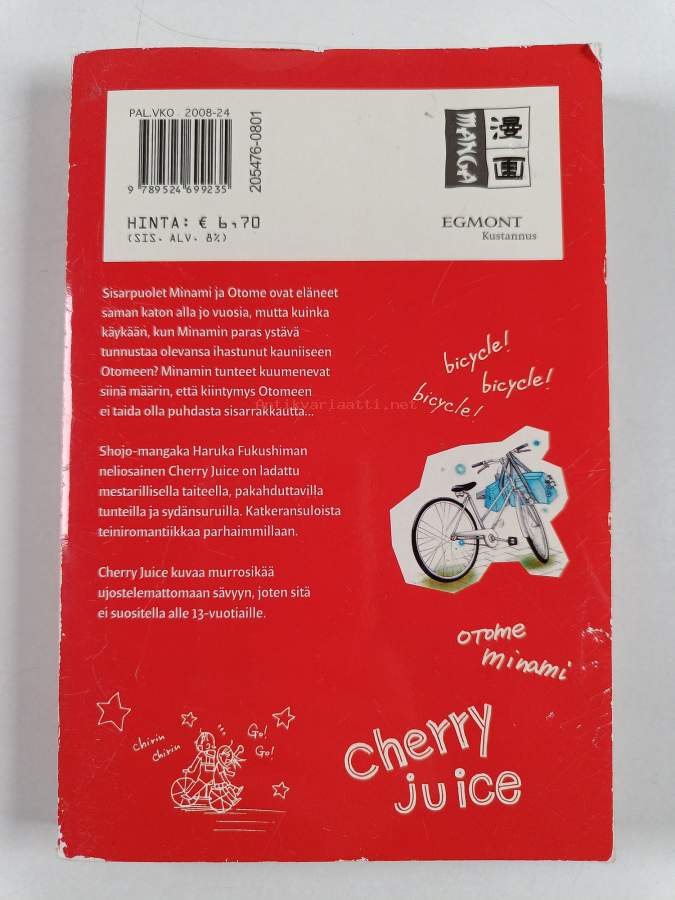 PAL.VKO 2008-24
9 789524 699235
205476-0801
HINTA: € 6,70
(SIS. ALV. 8%)
MANGA
漫
画
EGMONT
Kustannus
Sisarpuolet Minami ja Otome ovat eläneet
saman katon alla jo vuosia, mutta kuinka
käykään, kun Minamin paras ystävä
tunnustaa olevansa ihastunut kauniiseen
Otomeen? Minamin tunteet kuumenevat
siinä määrin, että kiintymys Otomeen
ei taida olla puhdasta sisarrakkautta...
Antikvariaatti.net
Shojo-mangaka Haruka Fukushiman
neliosainen Cherry Juice on ladattu
mestarillisella taiteella, pakahduttavilla
tunteilla ja sydänsuruilla. Katkeransuloista
teiniromantiikkaa parhaimmillaan.
Cherry Juice kuvaa murrosikää
ujostelemattomaan sävyyn, joten sitä
ei suositella alle 13-vuotiaille.
bicycle!
bicycle!
bicycle!
OTOME
minami
chirin
chirin
Go!
Go!
Cherry
juice